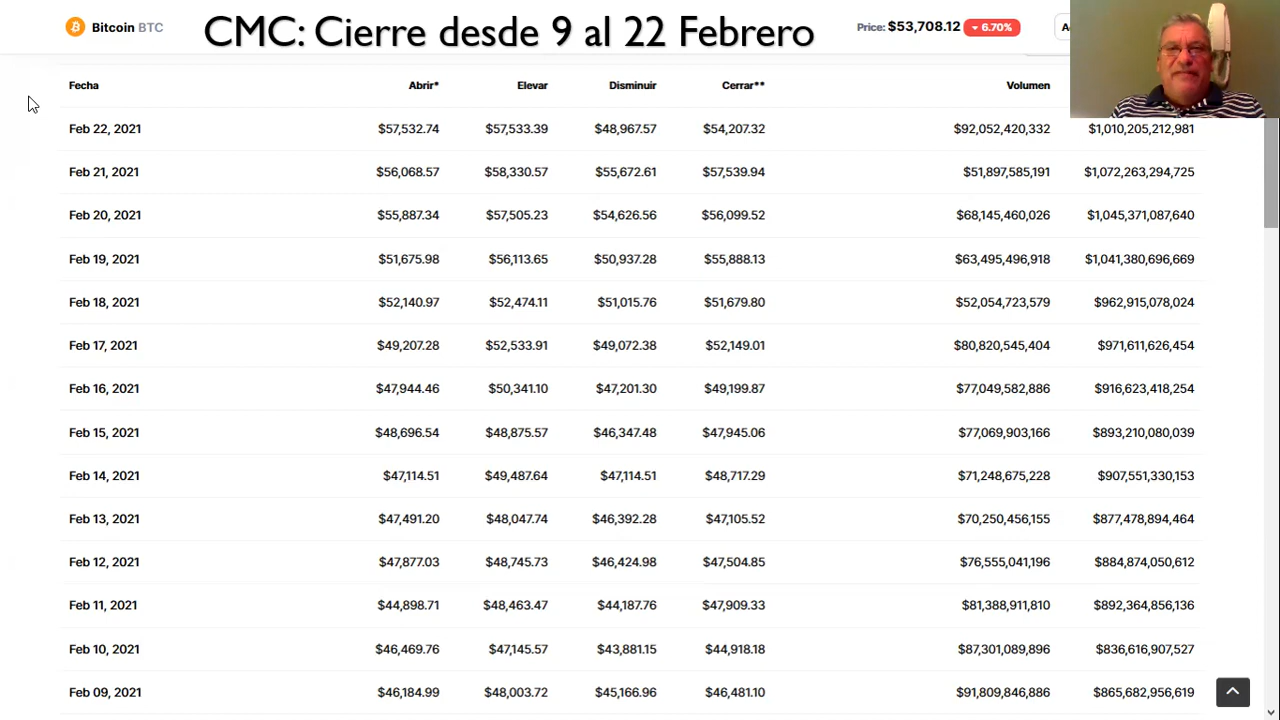 Bitcoin BTC CMC: Cierre desde 9 al 22 Febrero Price: $53,708.12 6.70% A
Fecha Abrir* Elevar Disminuir Cerrar** Volumen
Feb 22, 2021 $57,532.74 $57,533.39 $48,967.57 $54,207.32 $92,052,420,332 $1,010,205,212,981
Feb 21, 2021 $56,068.57 $58,330.57 $55,672.61 $57,539.94 $51,897,585,191 $1,072,263,294,725
Feb 20, 2021 $55,887.34 $57,505.23 $54,626.56 $56,099.52 $68,145,460,026 $1,045,371,087,640
Feb 19, 2021 $51,675.98 $56,113.65 $50,937.28 $55,888.13 $63,495,496,918 $1,041,380,696,669
Feb 18, 2021 $52,140.97 $52,474.11 $51,015.76 $51,679.80 $52,054,723,579 $962,915,078,024
Feb 17, 2021 $49,207.28 $52,533.91 $49,072.38 $52,149.01 $80,820,545,404 $971,611,626,454
Feb 16, 2021 $47,944.46 $50,341.10 $47,201.30 $49,199.87 $77,049,582,886 $916,623,418,254
Feb 15, 2021 $48,696.54 $48,875.57 $46,347.48 $47,945.06 $77,069,903,166 $893,210,080,039
Feb 14, 2021 $47,114.51 $49,487.64 $47,114.51 $48,717.29 $71,248,675,228 $907,551,330,153
Feb 13, 2021 $47,491.20 $48,047.74 $46,392.28 $47,105.52 $70,250,456,155 $877,478,894,464
Feb 12, 2021 $47,877.03 $48,745.73 $46,424.98 $47,504.85 $76,555,041,196 $884,874,050,612
Feb 11, 2021 $44,898.71 $48,463.47 $44,187.76 $47,909.33 $81,388,911,810 $892,364,856,136
Feb 10, 2021 $46,469.76 $47,145.57 $43,881.15 $44,918.18 $87,301,089,896 $836,616,907,527
Feb 09, 2021 $46,184.99 $48,003.72 $45,166.96 $46,481.10 $91,809,846,886 $865,682,956,619